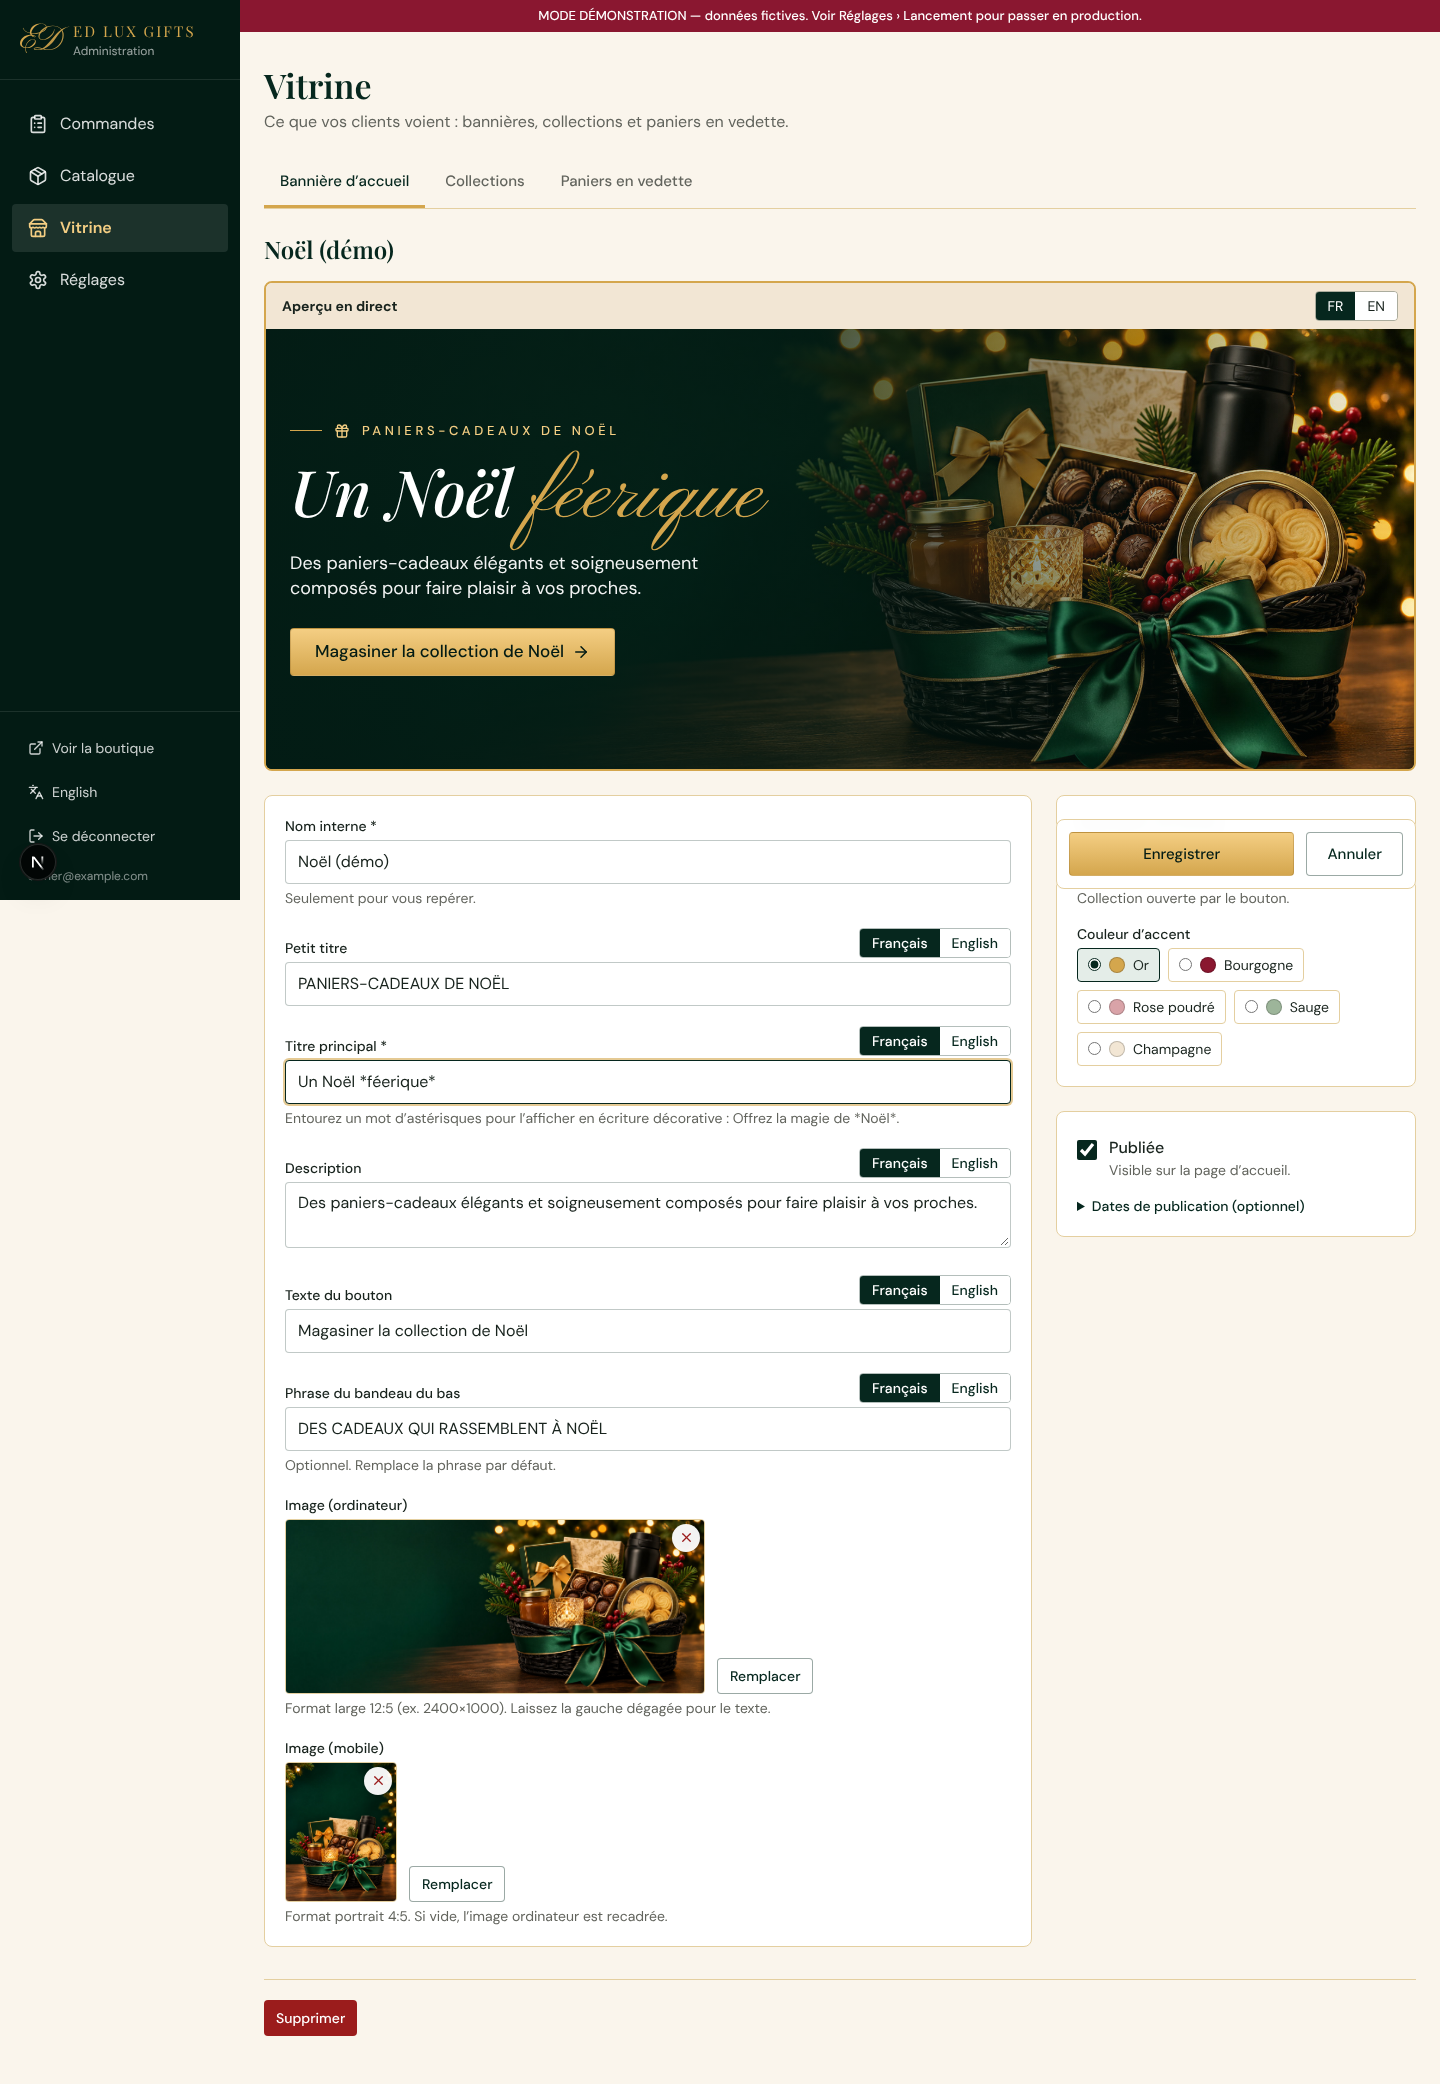 ED LUX GIFTS
Administration
Commandes
Catalogue
Vitrine
Réglages
Voir la boutique
English
Se déconnecter
er@example.com
MODE DÉMONSTRATION — données fictives. Voir Réglages › Lancement pour passer en production.
Vitrine
Ce que vos clients voient : bannières, collections et paniers en vedette.
Bannière d’accueil
Collections
Paniers en vedette
Noël (démo)
Aperçu en direct
FR
EN
PANIERS-CADEAUX DE NOËL
Un Noël féerique
Des paniers-cadeaux élégants et soigneusement
composés pour faire plaisir à vos proches.
Magasiner la collection de Noël
Nom interne *
Noël (démo)
Seulement pour vous repérer.
Petit titre
Français
English
PANIERS-CADEAUX DE NOËL
Titre principal *
Français
English
Un Noël *féerique*
Entourez un mot d’astérisques pour l’afficher en écriture décorative : Offrez la magie de *Noël*.
Description
Français
English
Des paniers-cadeaux élégants et soigneusement composés pour faire plaisir à vos proches.
Texte du bouton
Français
English
Magasiner la collection de Noël
Phrase du bandeau du bas
Français
English
DES CADEAUX QUI RASSEMBLENT À NOËL
Optionnel. Remplace la phrase par défaut.
Image (ordinateur)
Remplacer
Format large 12:5 (ex. 2400×1000). Laissez la gauche dégagée pour le texte.
Image (mobile)
Remplacer
Format portrait 4:5. Si vide, l’image ordinateur est recadrée.
Supprimer
Enregistrer
Annuler
Collection ouverte par le bouton.
Couleur d’accent
Or
Bourgogne
Rose poudré
Sauge
Champagne
Publiée
Visible sur la page d’accueil.
Dates de publication (optionnel)